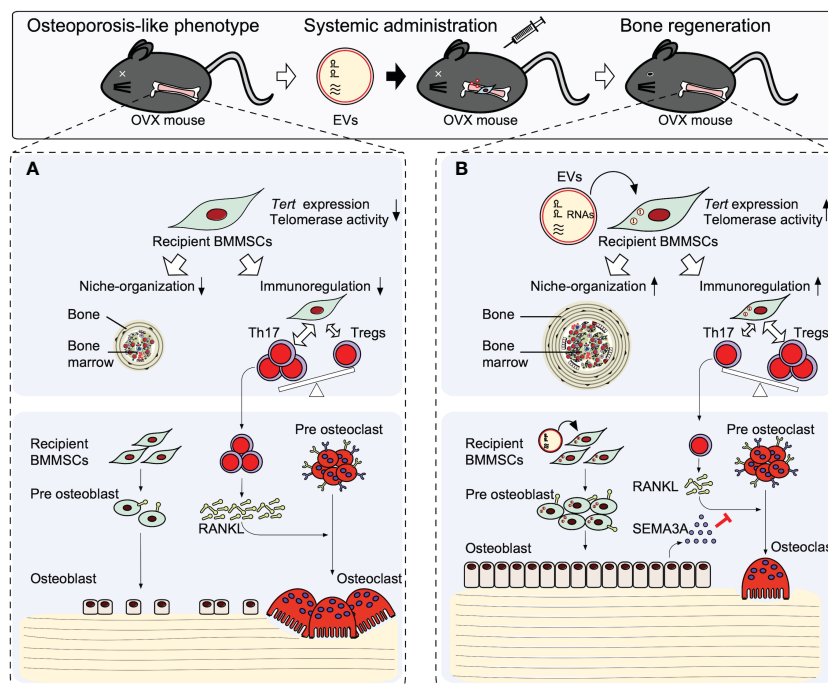 Osteoporosis-like phenotype
Systemic administration
Bone regeneration
OVX mouse
EVs
OVX mouse
OVX mouse
A
Tert expression
Telomerase activity
Recipient BMMSCs
Niche-organization
Immunoregulation
Bone
Bone
marrow
Th17
Tregs
Recipient
BMMSCs
Pre osteoclast
Pre osteoblast
RANKL
Osteoblast
Osteoclast
B
EVs
RNAs
Tert expression
Telomerase activity
Recipient BMMSCs
Niche-organization
Immunoregulation
Bone
Bone
marrow
Th17
Tregs
Recipient
BMMSCs
Pre osteoclast
Pre osteoblast
RANKL
SEMA3A
Osteoblast
Osteoclast